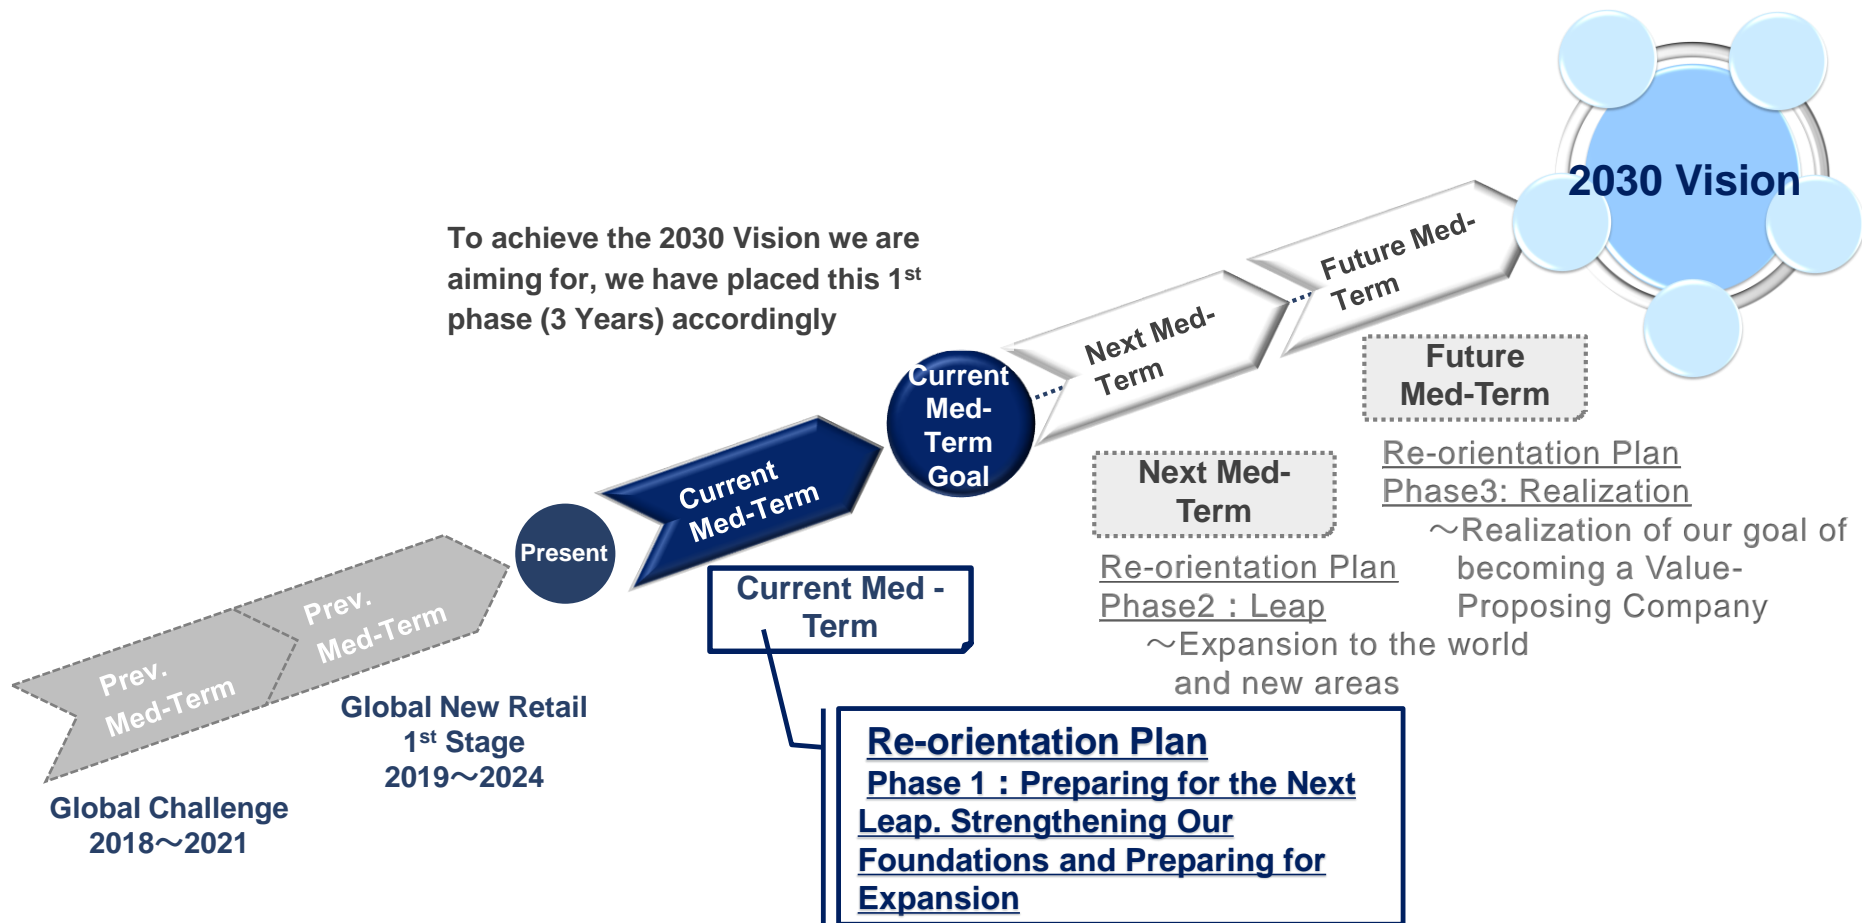 2030 Vision
To achieve the 2030 Vision we are
aiming for, we have placed this 1st
phase (3 Years) accordingly
Future Med-
Term
Next Med-
Term
Current
Med-
Term
Goal
Current
Med-Term
Present
Prev.
Med-Term
Prev.
Med-Term
Future
Med-Term
Re-orientation Plan
Phase3: Realization
～Realization of our goal of
becoming a Value-
Proposing Company
Next Med-
Term
Re-orientation Plan
Phase2：Leap
～Expansion to the world
and new areas
Current Med -
Term
Re-orientation Plan
Phase 1：Preparing for the Next
Leap. Strengthening Our
Foundations and Preparing for
Expansion
Global New Retail
1st Stage
2019～2024
Global Challenge
2018～2021